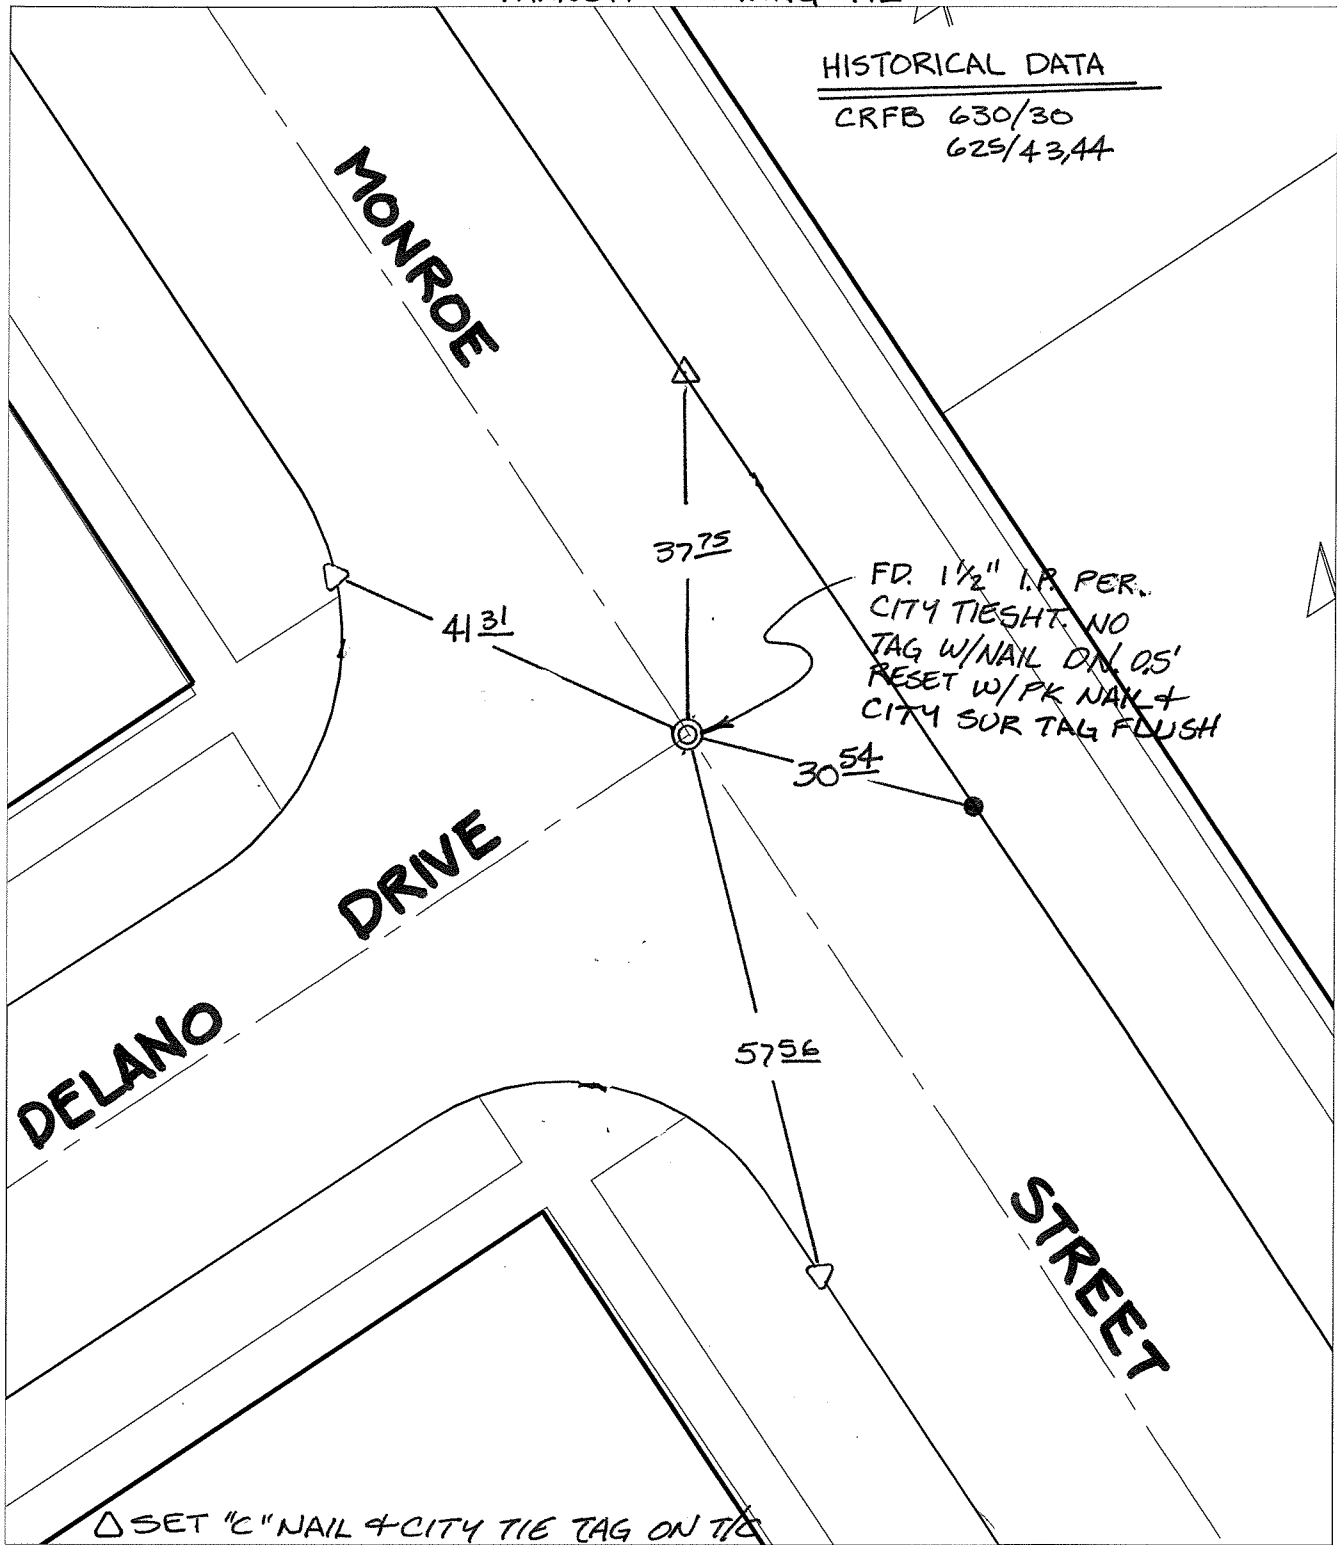 HISTORICAL DATA
CRFB 630/30
625/43,44
MONROE
37 75
41 31
FD. 1½" I.P. PER.
CITY TIESHT. NO
TAG W/NAIL DN. 0.5'
RESET W/ PK NAIL &
CITY SUR TAG FLUSH
30 54
DRIVE
DELANO
57 56
STREET
△ SET "C" NAIL & CITY TIE TAG ON T/C